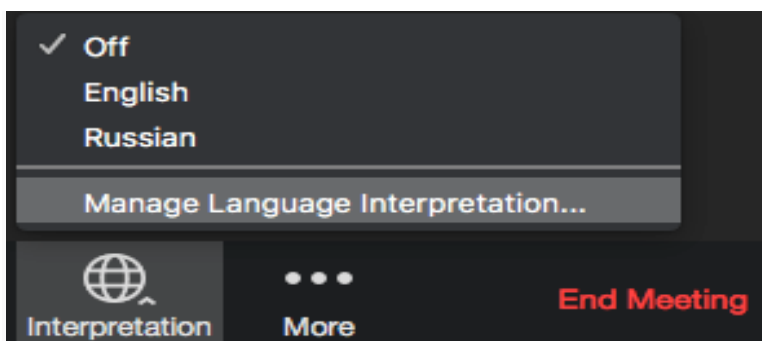 Off
English
Russian
Manage Language Interpretation...
Interpretation
More
End Meeting